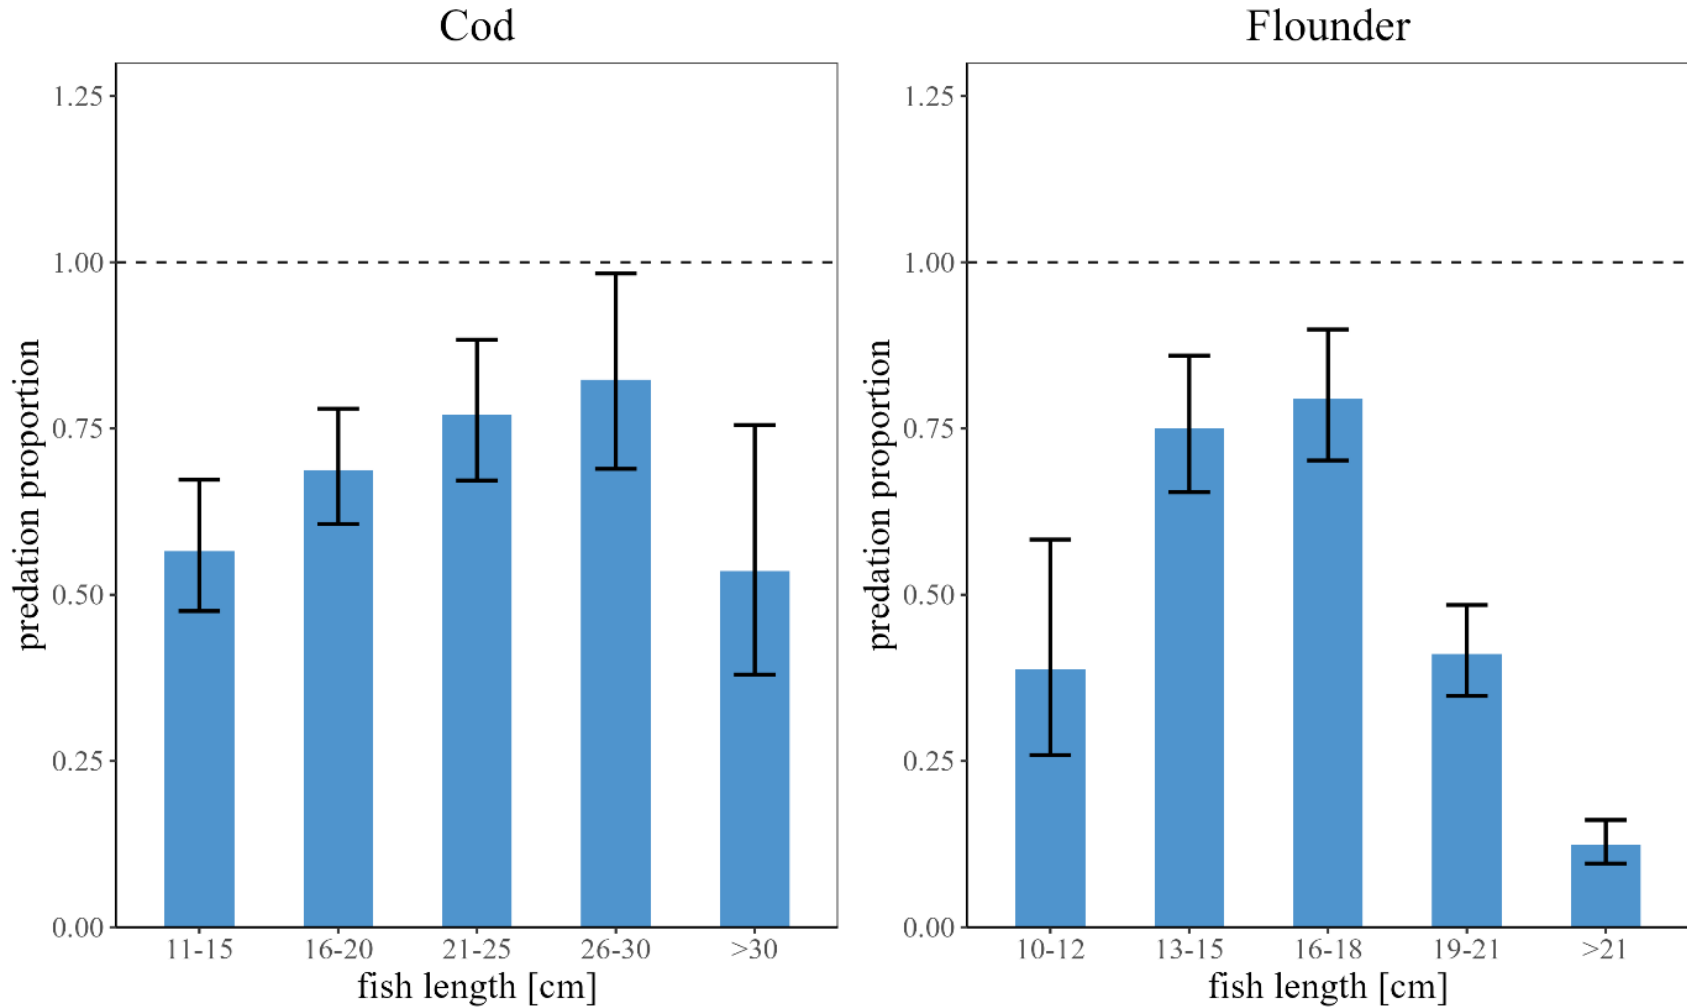 Cod
predation proportion
1.25
1.00
0.75
0.50
0.25
0.00
11-15 16-20 21-25 26-30 >30
fish length [cm]
Flounder
predation proportion
1.25
1.00
0.75
0.50
0.25
0.00
10-12 13-15 16-18 19-21 >21
fish length [cm]